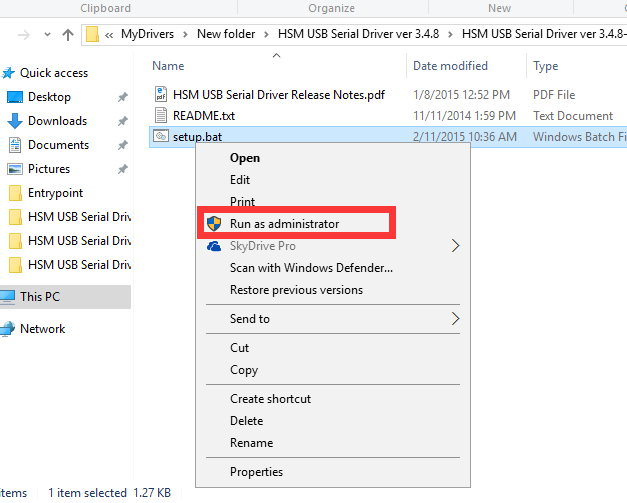 Clipboard Organize New
MyDrivers > New folder > HSM USB Serial Driver ver 3.4.8 > HSM USB Serial Driver ver 3.4.8-
Name Date modified Type
Quick access
Desktop
Downloads
Documents
Pictures
Entrypoint
HSM USB Serial Driv
HSM USB Serial Driv
HSM USB Serial Driv
This PC
Network
HSM USB Serial Driver Release Notes.pdf 1/8/2015 12:52 PM PDF File
README.txt 11/11/2014 1:59 PM Text Document
setup.bat 2/11/2015 10:36 AM Windows Batch Fi
Open
Edit
Print
Run as administrator
SkyDrive Pro
Scan with Windows Defender...
Restore previous versions
Send to
Cut
Copy
Create shortcut
Delete
Rename
Properties
items 1 item selected 1.27 KB